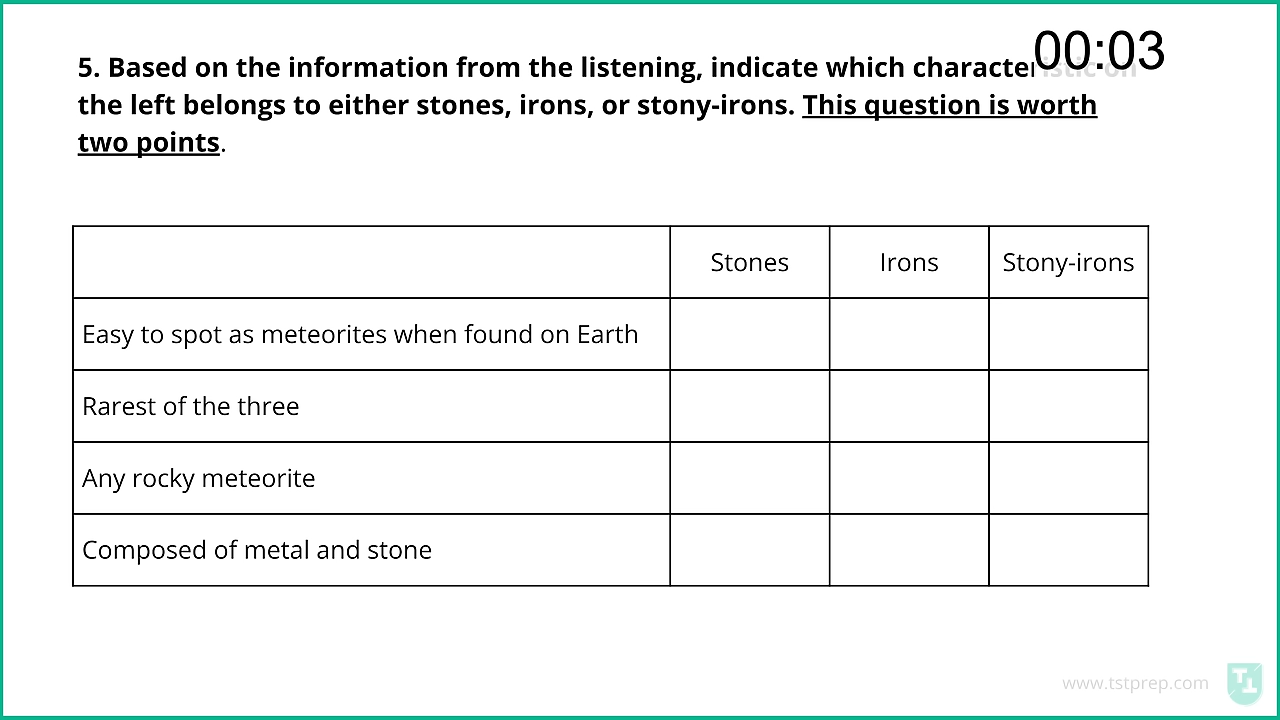 00:03
5. Based on the information from the listening, indicate which characteristic on
the left belongs to either stones, irons, or stony-irons. This question is worth
two points.
Stones Irons Stony-irons
Easy to spot as meteorites when found on Earth
Rarest of the three
Any rocky meteorite
Composed of metal and stone
www.tstprep.com